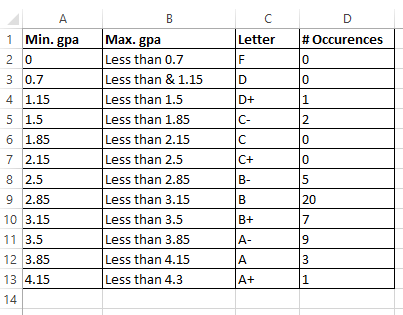 A B C D
1 Min. gpa Max. gpa Letter # Occurences
2 0 Less than 0.7 F 0
3 0.7 Less than & 1.15 D 0
4 1.15 Less than 1.5 D+ 1
5 1.5 Less than 1.85 C- 2
6 1.85 Less than 2.15 C 0
7 2.15 Less than 2.5 C+ 0
8 2.5 Less than 2.85 B- 5
9 2.85 Less than 3.15 B 20
10 3.15 Less than 3.5 B+ 7
11 3.5 Less than 3.85 A- 9
12 3.85 Less than 4.15 A 3
13 4.15 Less than 4.3 A+ 1
14